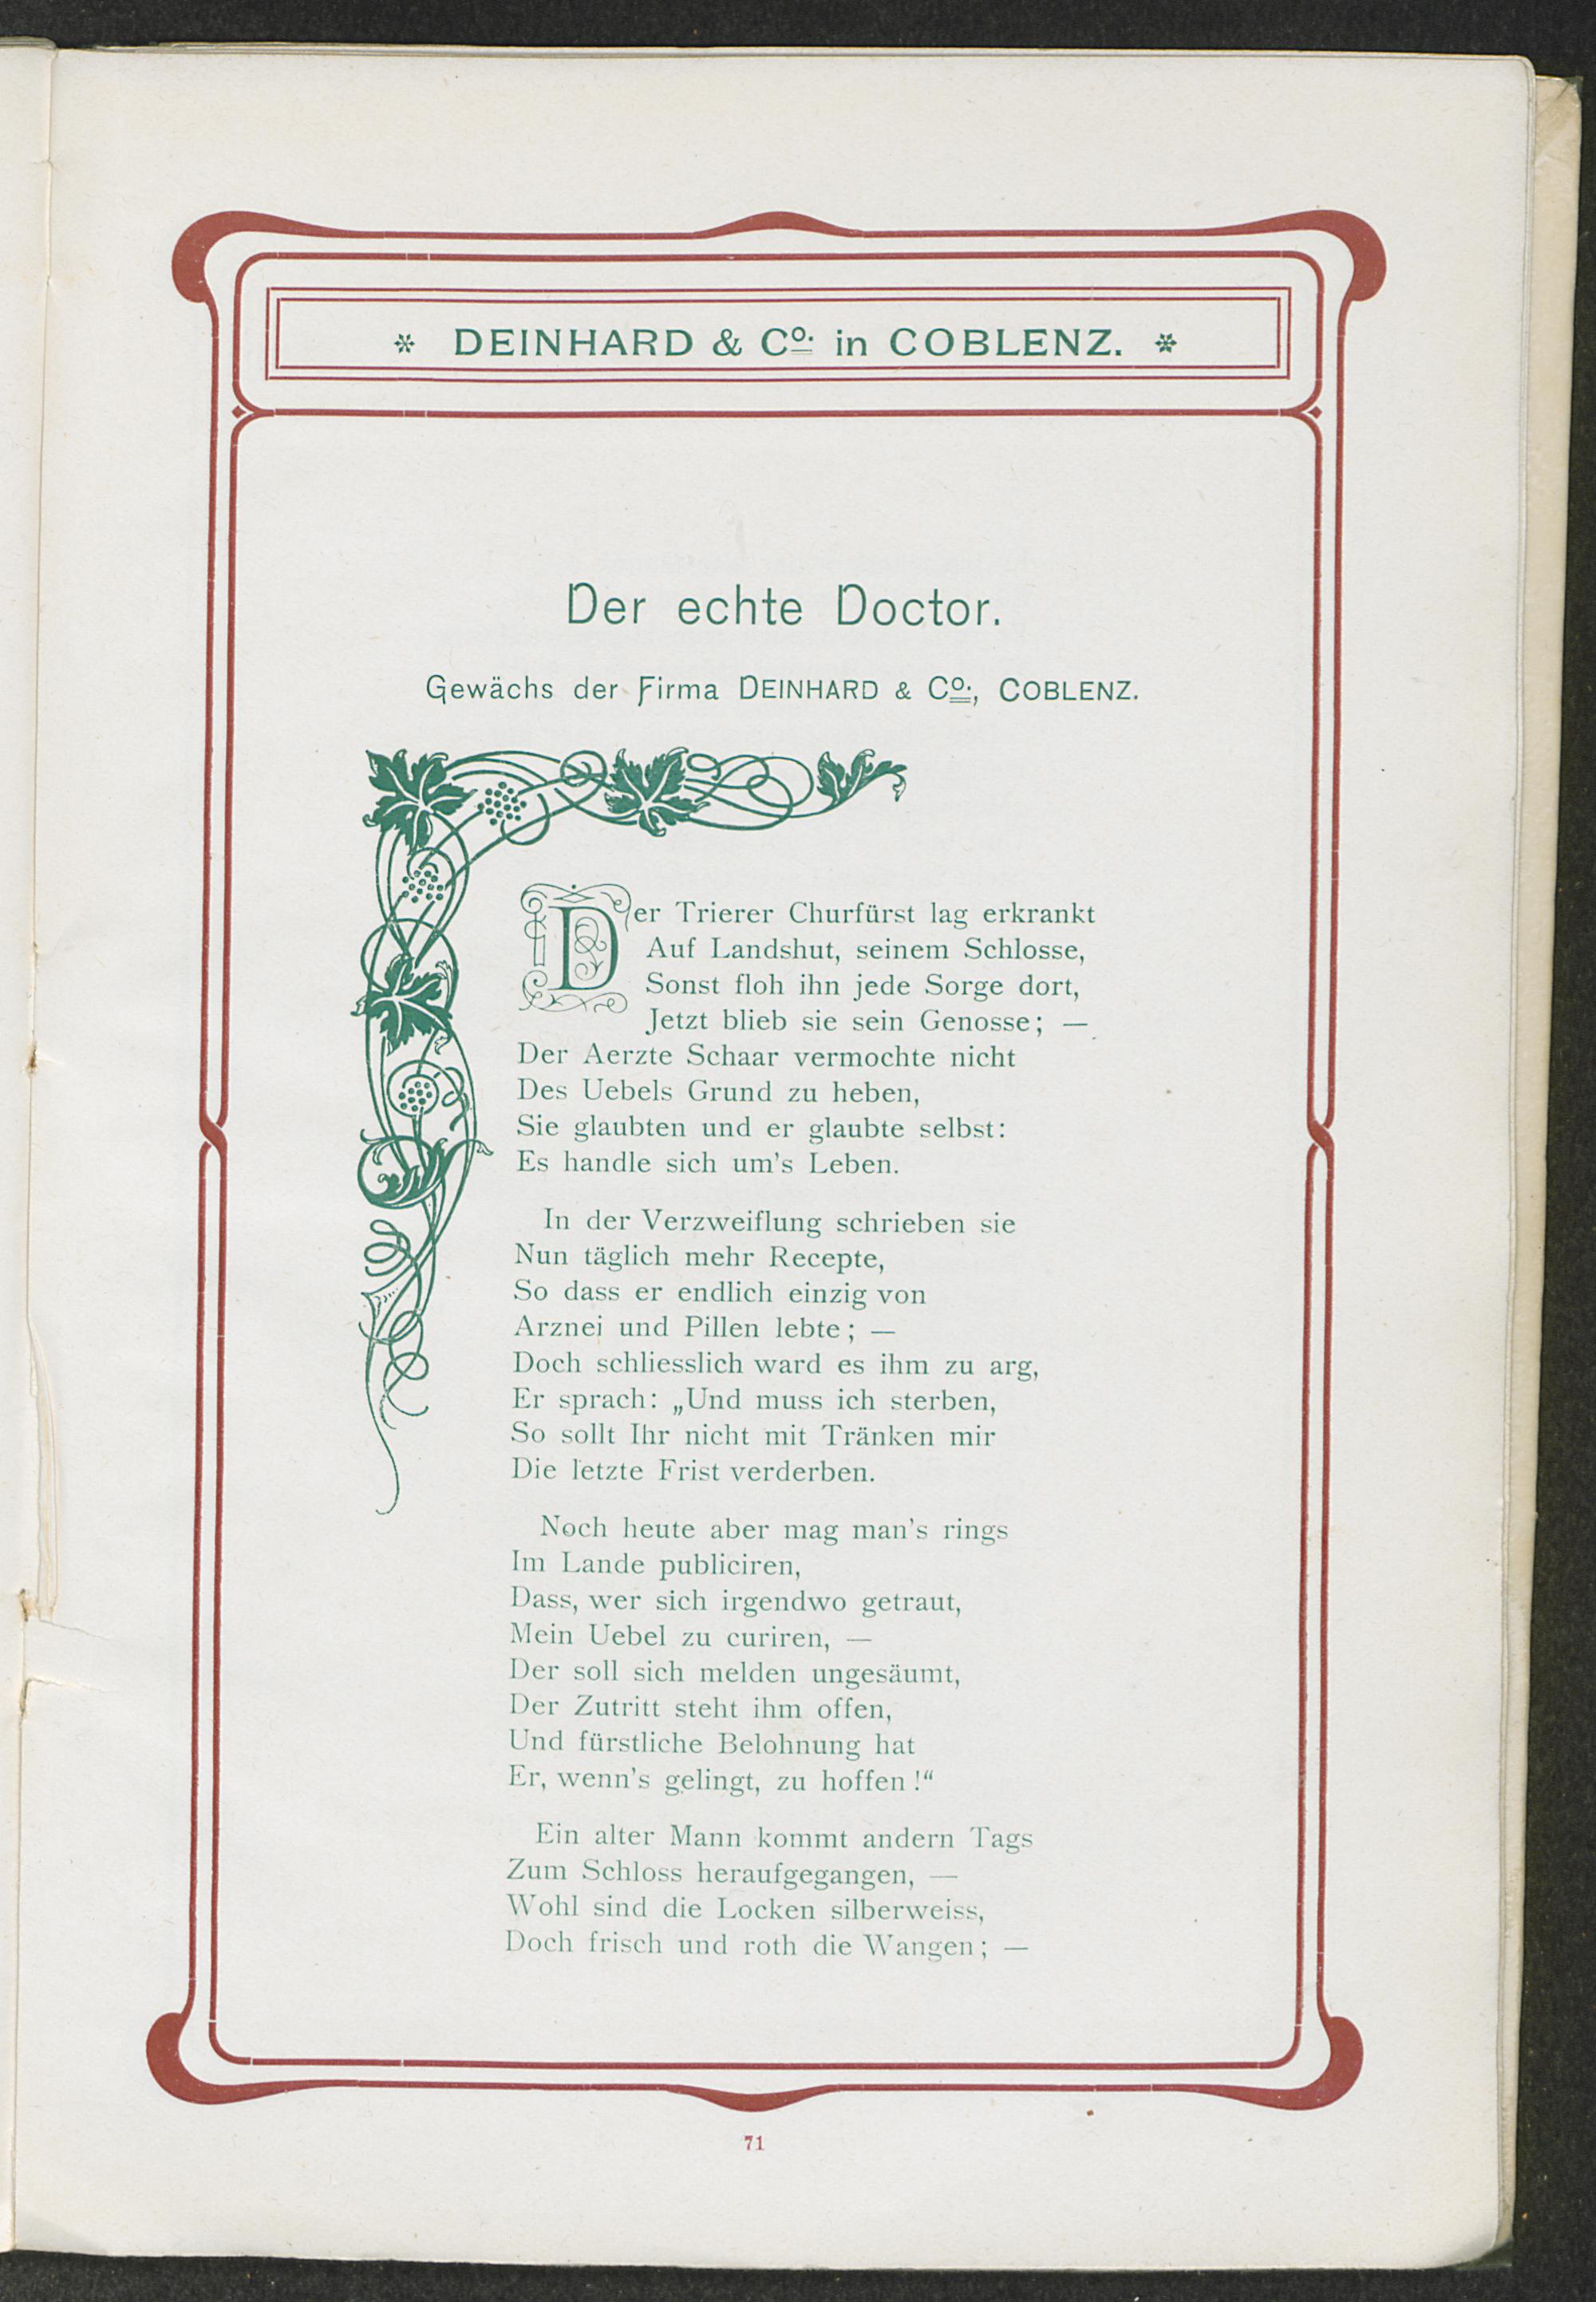 * DEINHARD & Co. in COBLENZ. *
Der echte Doctor.
Gewächs der Firma DEINHARD & Co., COBLENZ.
Der Trierer Churfürst lag erkrankt
Auf Landshut, seinem Schlosse,
Sonst floh ihn jede Sorge dort,
Jetzt blieb sie sein Genosse; —
Der Aerzte Schaar vermochte nicht
Des Uebels Grund zu heben,
Sie glaubten und er glaubte selbst:
Es handle sich um's Leben.
In der Verzweiflung schrieben sie
Nun täglich mehr Recepte,
So dass er endlich einzig von
Arznei und Pillen lebte; —
Doch schliesslich ward es ihm zu arg,
Er sprach: „Und muss ich sterben,
So sollt Ihr nicht mit Tränken mir
Die letzte Frist verderben.
Noch heute aber mag man's rings
Im Lande publiciren,
Dass, wer sich irgendwo getraut,
Mein Uebel zu curiren, —
Der soll sich melden ungesäumt,
Der Zutritt steht ihm offen,
Und fürstliche Belohnung hat
Er, wenn's gelingt, zu hoffen!“
Ein alter Mann kommt andern Tags
Zum Schloss heraufgegangen, —
Wohl sind die Locken silberweiss,
Doch frisch und roth die Wangen; —
71